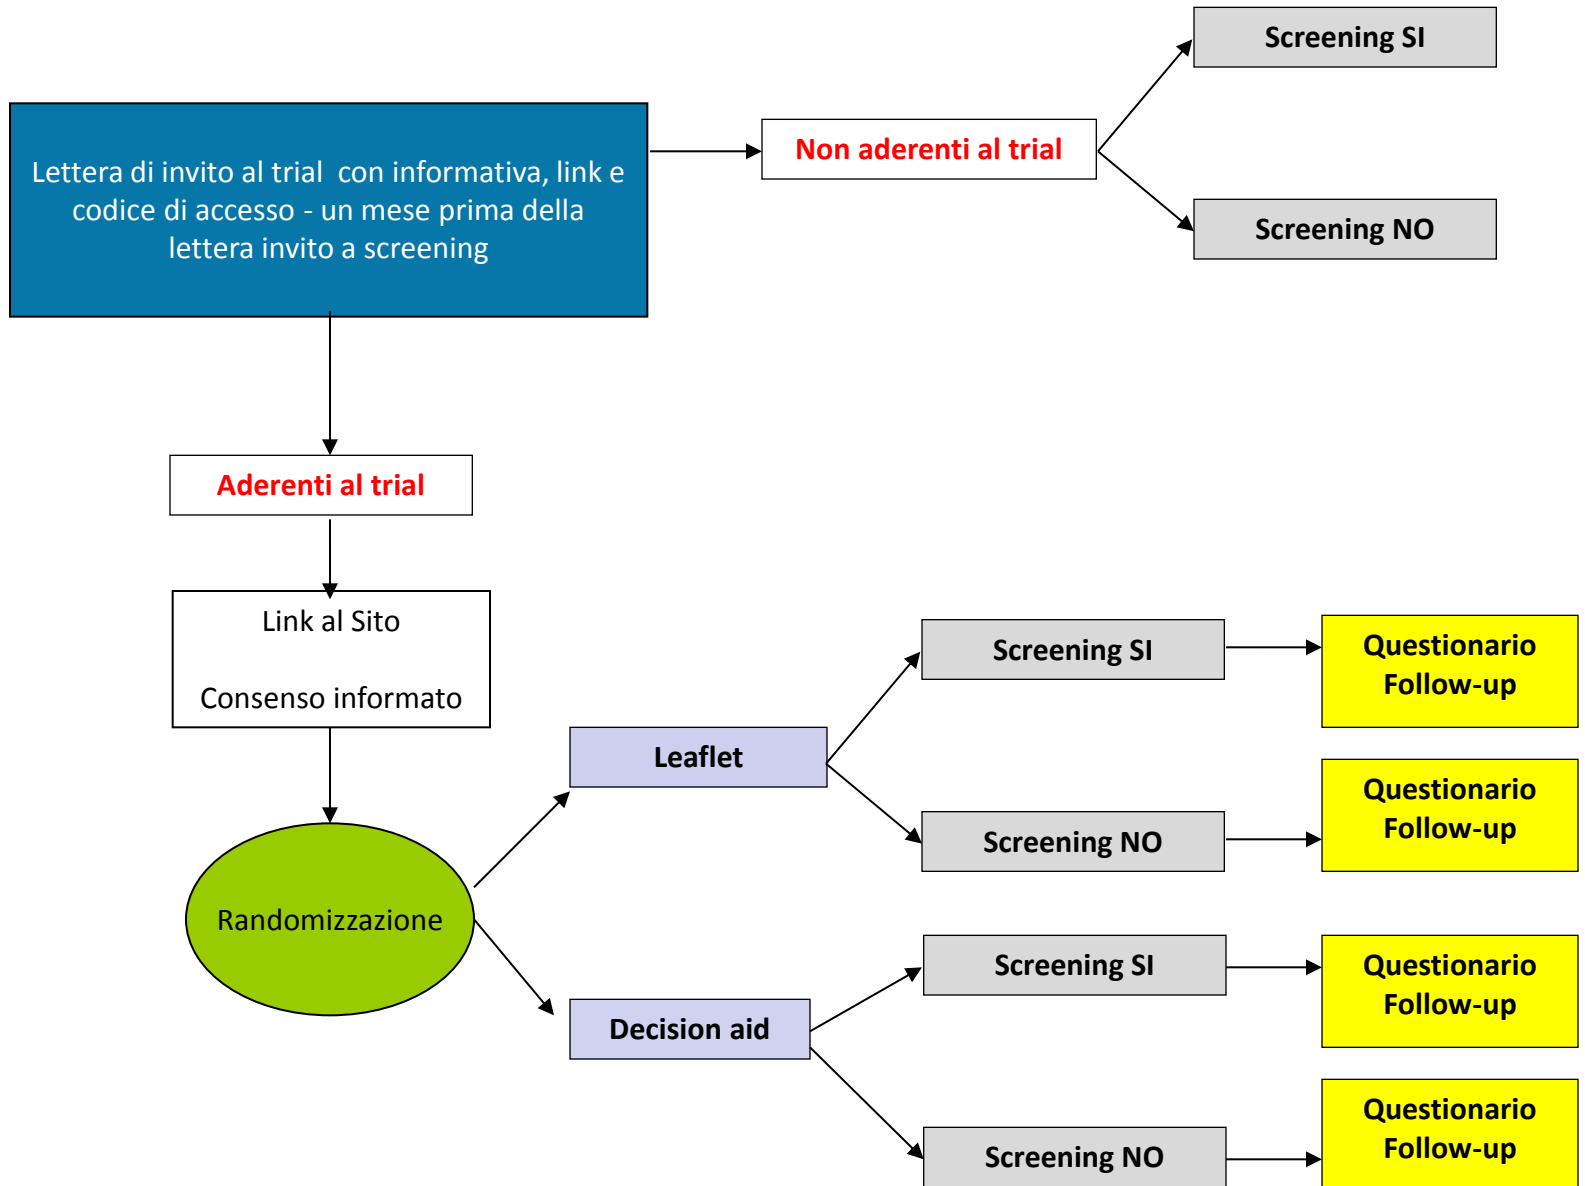 Screening SI
Lettera di invito al trial  con informativa, link e
codice di accesso - un mese prima della
lettera invito a screening
Non aderenti al trial
Screening NO
Aderenti al trial
Link al Sito
Consenso informato
Randomizzazione
Leaflet
Screening SI
Questionario
Follow-up
Screening NO
Questionario
Follow-up
Decision aid
Screening SI
Questionario
Follow-up
Screening NO
Questionario
Follow-up